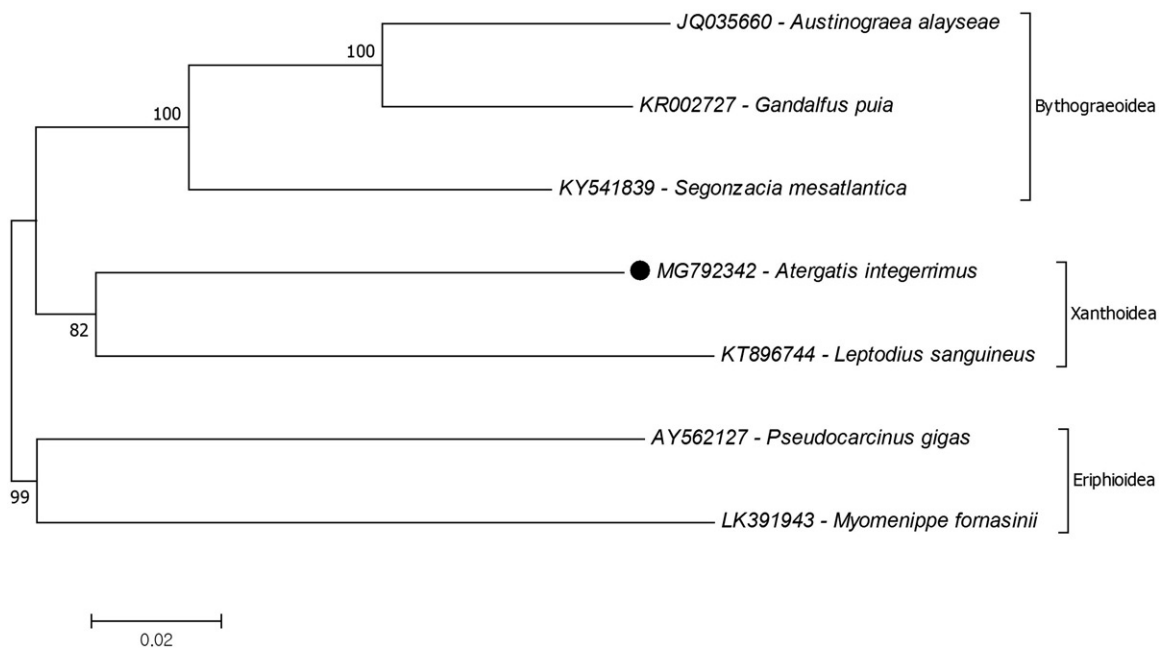 JQ035660 - Austinograea alayseae
100
KR002727 - Gandalfus puia
Bythograeoidea
100
KY541839 - Segonzacia mesatlantica
MG792342 - Atergatis integerrimus
Xanthoidea
82
KT896744 - Leptodius sanguineus
AY562127 - Pseudocarcinus gigas
Eriphioidea
99
LK391943 - Myomenippe fornasinii
0.02